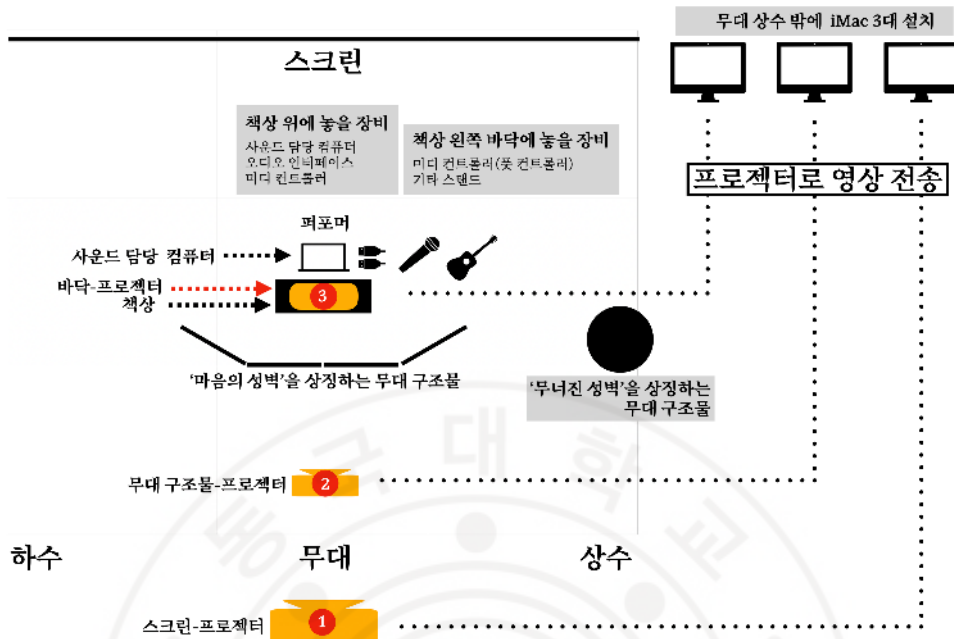 무대 상수 밖에 iMac 3대 설치
스크린
책상 위에 놓을 장비
사운드 담당 컴퓨터
오디오 인터페이스
미디 컨트롤러
책상 왼쪽 바닥에 놓을 장비
미디 컨트롤러(풋 컨트롤러)
기타 스탠드
프로젝터로 영상 전송
퍼포머
사운드 담당 컴퓨터
바닥-프로젝터
책상
3
'마음의 성벽'을 상징하는 무대 구조물
'무너진 성벽'을 상징하는
무대 구조물
무대 구조물-프로젝터
2
하수
무대
상수
스크린-프로젝터
1
동국대학교